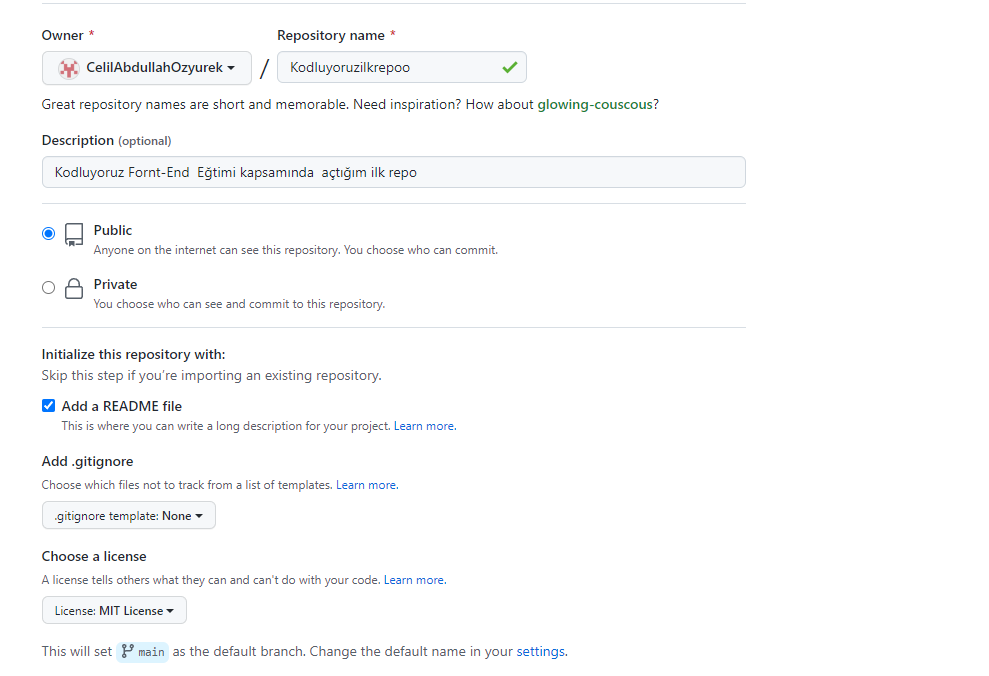 Owner * Repository name *
CelilAbdullahOzyurek / Kodluyoruzilkrepoo
Great repository names are short and memorable. Need inspiration? How about glowing-couscous?
Description (optional)
Kodluyoruz Fornt-End  Eğtimi kapsamında  açtığım ilk repo
Public
Anyone on the internet can see this repository. You choose who can commit.
Private
You choose who can see and commit to this repository.
Initialize this repository with:
Skip this step if you're importing an existing repository.
Add a README file
This is where you can write a long description for your project. Learn more.
Add .gitignore
Choose which files not to track from a list of templates. Learn more.
.gitignore template: None
Choose a license
A license tells others what they can and can't do with your code. Learn more.
License: MIT License
This will set main as the default branch. Change the default name in your settings.